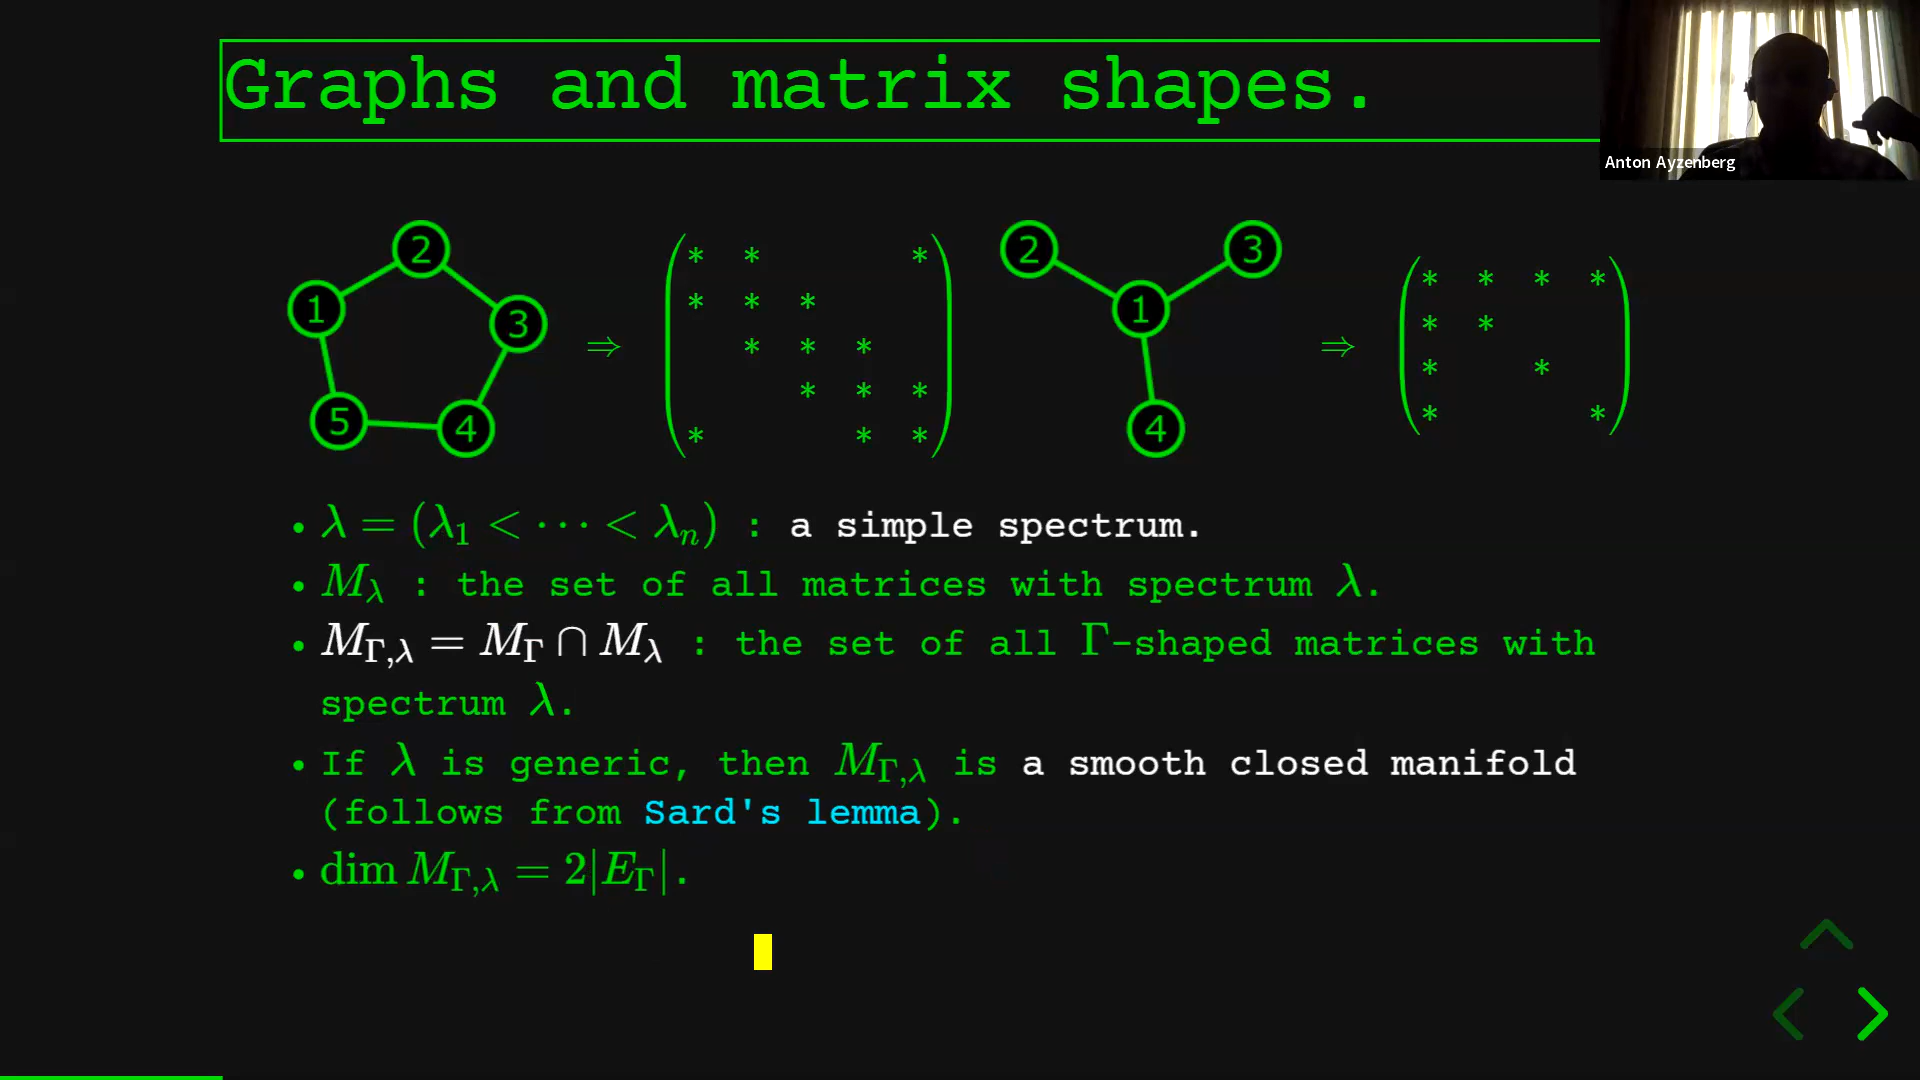 Graphs and matrix shapes.
Anton Ayzenberg
2
1
3
5
4
⇒
* * *
* * *
* * *
* * *
* * *
2
3
1
4
⇒
* * * *
* *
* *
* *
• λ = (λ₁ < ⋯ < λₙ) : a simple spectrum.
• M_λ : the set of all matrices with spectrum λ.
• M_{Γ,λ} = M_Γ ∩ M_λ : the set of all Γ-shaped matrices with
spectrum λ.
• If λ is generic, then M_{Γ,λ} is a smooth closed manifold
(follows from Sard's lemma).
• dim M_{Γ,λ} = 2|E_Γ|.